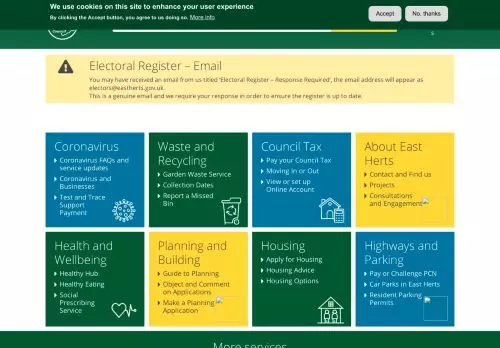 We use cookies on this site to enhance your user experience
By clicking the Accept button, you agree to us doing so. More info
Accept
No, thanks
s
Electoral Register – Email
You may have received an email from us titled 'Electoral Register – Response Required', the email address will appear as
electors@eastherts.gov.uk.
This is a genuine email and we require your response in order to ensure the register is up to date.
Coronavirus
Coronavirus FAQs and
service updates
Coronavirus and
Businesses
Test and Trace
Support
Payment
Waste and
Recycling
Garden Waste Service
Collection Dates
Report a Missed
Bin
Council Tax
Pay your Council Tax
Moving In or Out
View or set up
Online Account
About East
Herts
Contact and Find us
Projects
Consultations
and Engagement
Health and
Wellbeing
Healthy Hub
Healthy Eating
Social
Prescribing
Service
Planning and
Building
Guide to Planning
Object and Comment
on Applications
Make a Planning
Application
Housing
Apply for Housing
Housing Advice
Housing Options
Highways and
Parking
Pay or Challenge PCN
Car Parks in East Herts
Resident Parking
Permits
More services